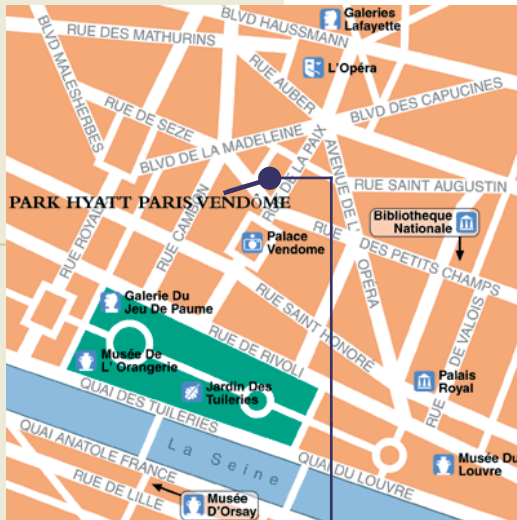 BLVD HAUSSMANN
Galeries
Lafayette
RUE DES MATHURINS
BLVD MALESHERBES
L'Opéra
RUE AUBER
BLVD DES CAPUCINES
RUE DE SEZE
BLVD DE LA MADELEINE
RUE DE LA PAIX
AVENUE DE L'
OPÉRA
RUE SAINT AUGUSTIN
PARK HYATT PARIS VENDÔME
RUE ROYAL
RUE CAMBON
Bibliotheque
Nationale
Palace
Vendome
DES PETITS CHAMPS
Galerie Du
Jeu De Paume
RUE SAINT HONORÉ
RUE DE RIVOLI
RUE DE VALOIS
Musée De
L' Orangerie
Jardin Des
Tuileries
Palais
Royal
QUAI DES TUILERIES
QUAI ANATOLE FRANCE
La Seine
QUAI DU LOUVRE
Musée Du
Louvre
RUE DE LILLE
Musée
D'Orsay